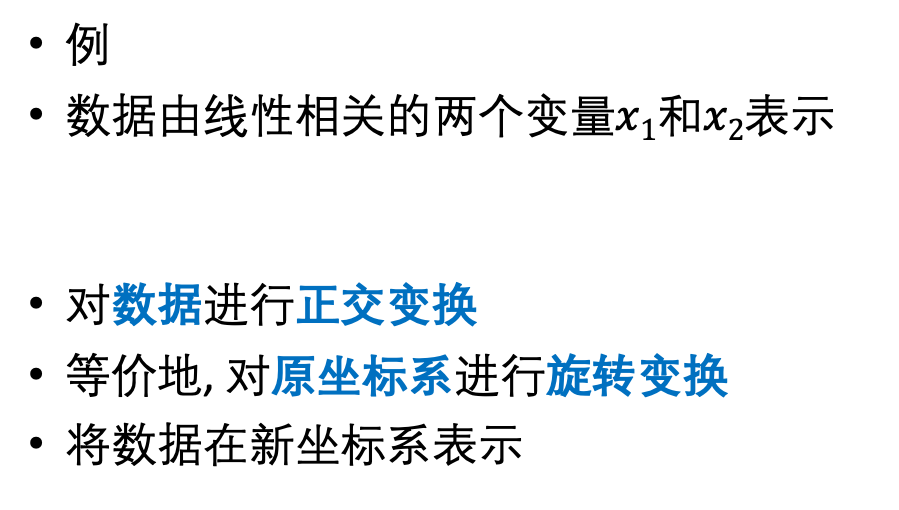 • 例
• 数据由线性相关的两个变量𝑥₁和𝑥₂表示
• 对数据进行正交变换
• 等价地, 对原坐标系进行旋转变换
• 将数据在新坐标系表示